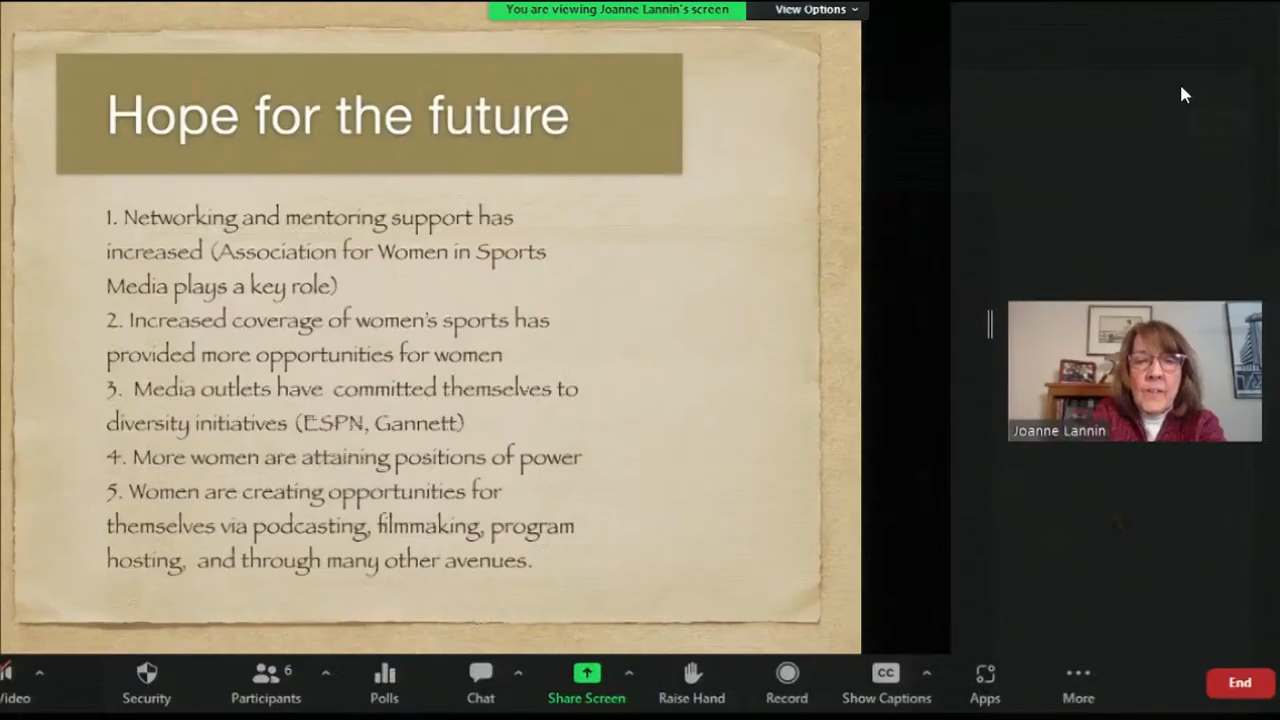 You are viewing Joanne Lannin's screen
View Options
Hope for the future
1. Networking and mentoring support has
increased (Association for Women in Sports
Media plays a key role)
2. Increased coverage of women's sports has
provided more opportunities for women
3. Media outlets have committed themselves to
diversity initiatives (ESPN, Gannett)
4. More women are attaining positions of power
5. Women are creating opportunities for
themselves via podcasting, filmmaking, program
hosting, and through many other avenues.
Joanne Lannin
6
CC
Video
Security
Participants
Polls
Chat
Share Screen
Raise Hand
Record
Show Captions
Apps
More
End